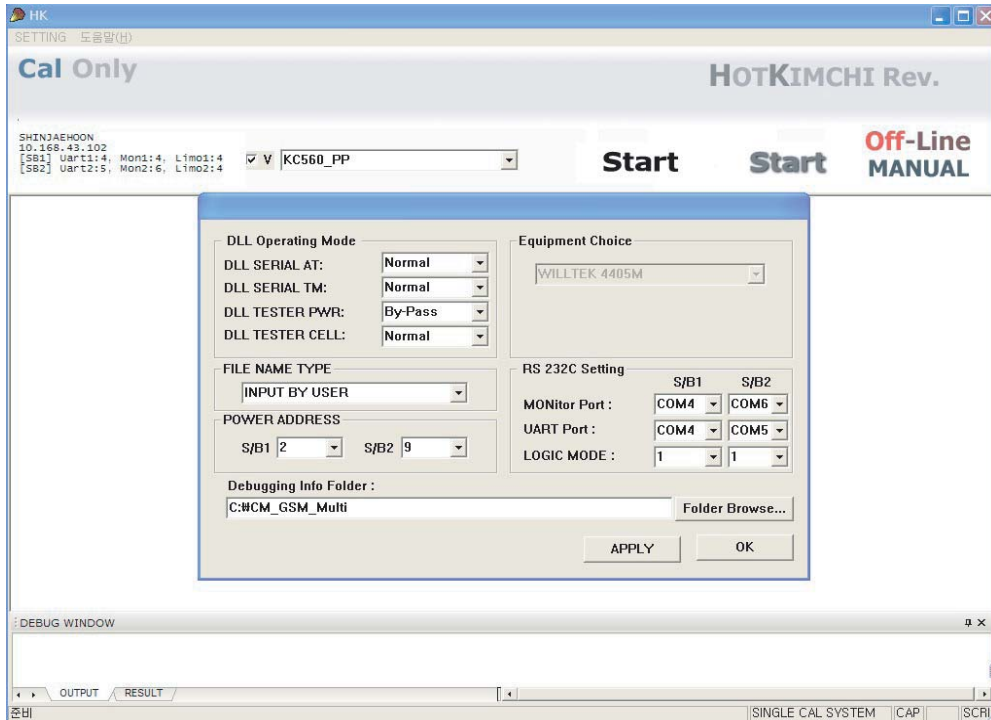 HK
SETTING 도움말(H)
Cal Only
HOTKIMCHI Rev.
SHINJAEHOON
10.168.43.102
[SB1] Uart1:4, Mon1:4, Limo1:4
[SB2] Uart2:5, Mon2:6, Limo2:4
V KC560_PP
Start
Start
Off-Line
MANUAL
DLL Operating Mode
DLL SERIAL AT: Normal
DLL SERIAL TM: Normal
DLL TESTER PWR: By-Pass
DLL TESTER CELL: Normal
Equipment Choice
WILLTEK 4405M
FILE NAME TYPE
INPUT BY USER
POWER ADDRESS
S/B1 2 S/B2 9
RS 232C Setting
S/B1 S/B2
MONitor Port : COM4 COM6
UART Port : COM4 COM5
LOGIC MODE : 1 1
Debugging Info Folder :
C:#CM_GSM_Multi
Folder Browse...
APPLY
OK
DEBUG WINDOW
OUTPUT RESULT
준비
SINGLE CAL SYSTEM CAP SCRI